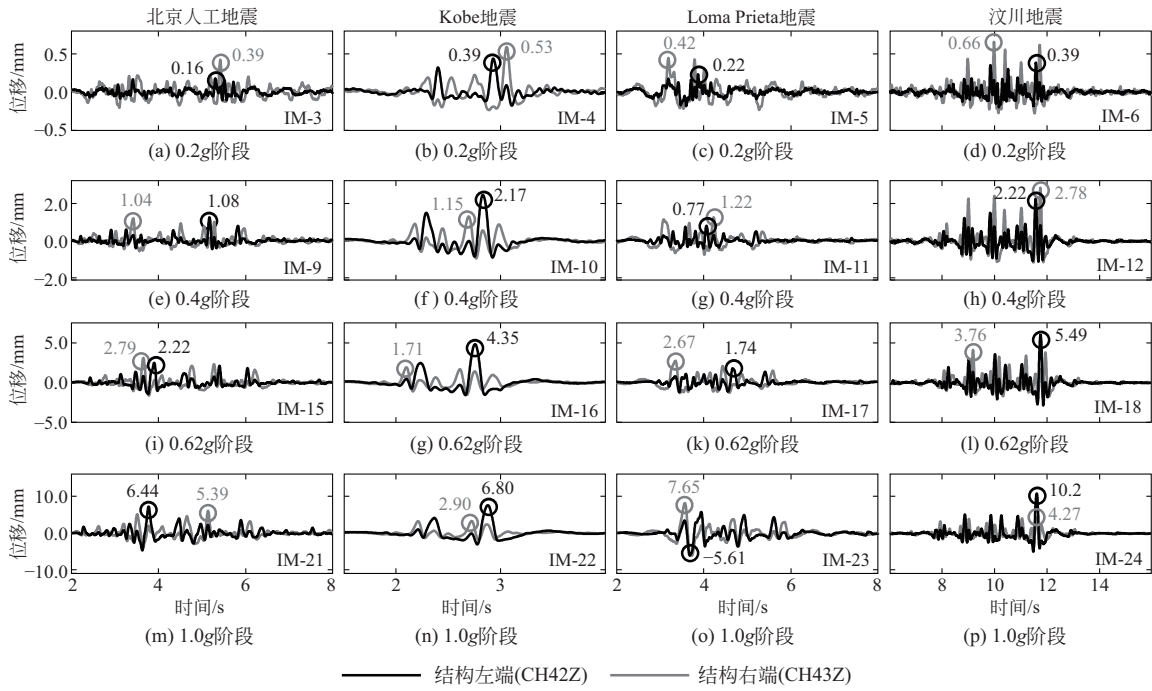 北京人工地震 Kobe地震 Loma Prieta地震 汶川地震
位移/mm
0.5
0.0
−0.5
0.16 0.39 IM-3
0.39 0.53 IM-4
0.42 0.22 IM-5
0.66 0.39 IM-6
(a) 0.2g阶段 (b) 0.2g阶段 (c) 0.2g阶段 (d) 0.2g阶段
位移/mm
2.0
0.0
−2.0
1.04 1.08 IM-9
1.15 2.17 IM-10
0.77 1.22 IM-11
2.22 2.78 IM-12
(e) 0.4g阶段 (f) 0.4g阶段 (g) 0.4g阶段 (h) 0.4g阶段
位移/mm
5.0
0.0
−5.0
2.79 2.22 IM-15
1.71 4.35 IM-16
2.67 1.74 IM-17
3.76 5.49 IM-18
(i) 0.62g阶段 (g) 0.62g阶段 (k) 0.62g阶段 (l) 0.62g阶段
位移/mm
10.0
0.0
−10.0
6.44 5.39 IM-21
2.90 6.80 IM-22
7.65 −5.61 IM-23
10.2 4.27 IM-24
2 4 6 8 2 3 2 4 6 8 8 10 12 14
时间/s 时间/s 时间/s 时间/s
(m) 1.0g阶段 (n) 1.0g阶段 (o) 1.0g阶段 (p) 1.0g阶段
结构左端(CH42Z) 结构右端(CH43Z)